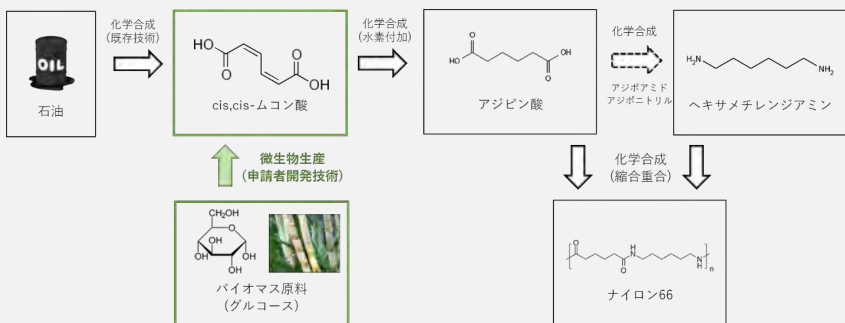 化学合成
(既存技術)
化学合成
(水素付加)
化学合成
OIL
石油
HO
O
O
OH
cis,cis-ムコン酸
O
HO
OH
O
アジピン酸
アジポアミド
アジポニトリル
H₂N
NH₂
ヘキサメチレンジアミン
微生物生産
(申請者開発技術)
化学合成
(縮合重合)
CH₂OH
O
OH
OH
OH
OH
バイオマス原料
(グルコース)
O
H
N
O
N
H
n
ナイロン66